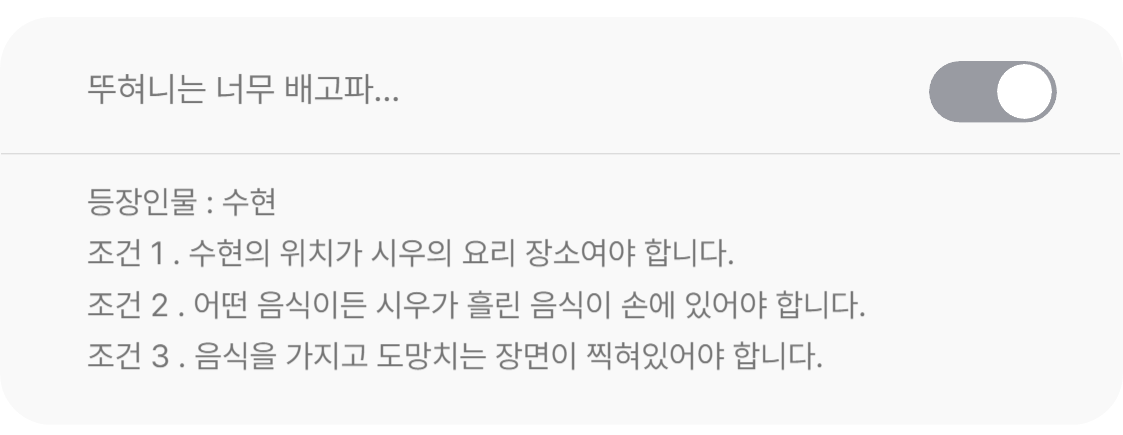 뚜혀니는 너무 배고파...
등장인물 : 수현
조건 1 . 수현의 위치가 시우의 요리 장소여야 합니다.
조건 2 . 어떤 음식이든 시우가 흘린 음식이 손에 있어야 합니다.
조건 3 . 음식을 가지고 도망치는 장면이 찍혀있어야 합니다.